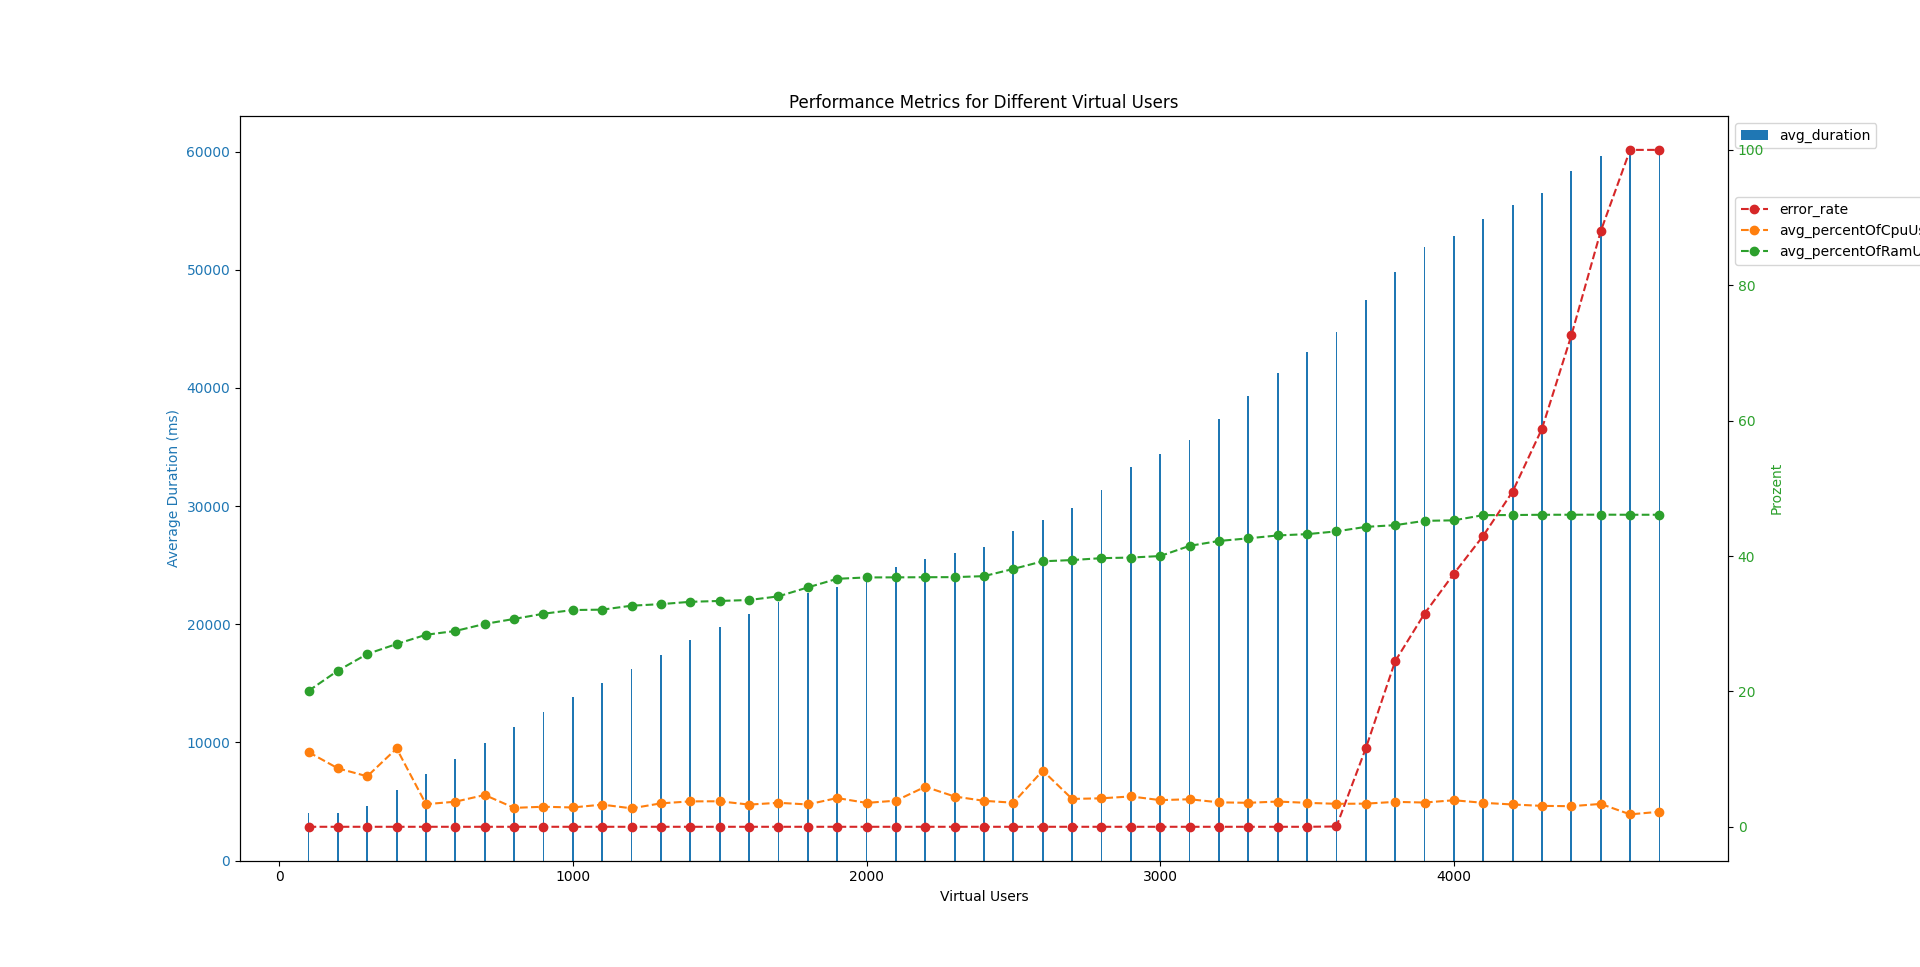 Performance Metrics for Different Virtual Users
Average Duration (ms)
60000
50000
40000
30000
20000
10000
0
0 1000 2000 3000 4000
Virtual Users
100
80
60
40
20
0
Prozent
avg_duration
error_rate
avg_percentOfCpuUs
avg_percentOfRamU